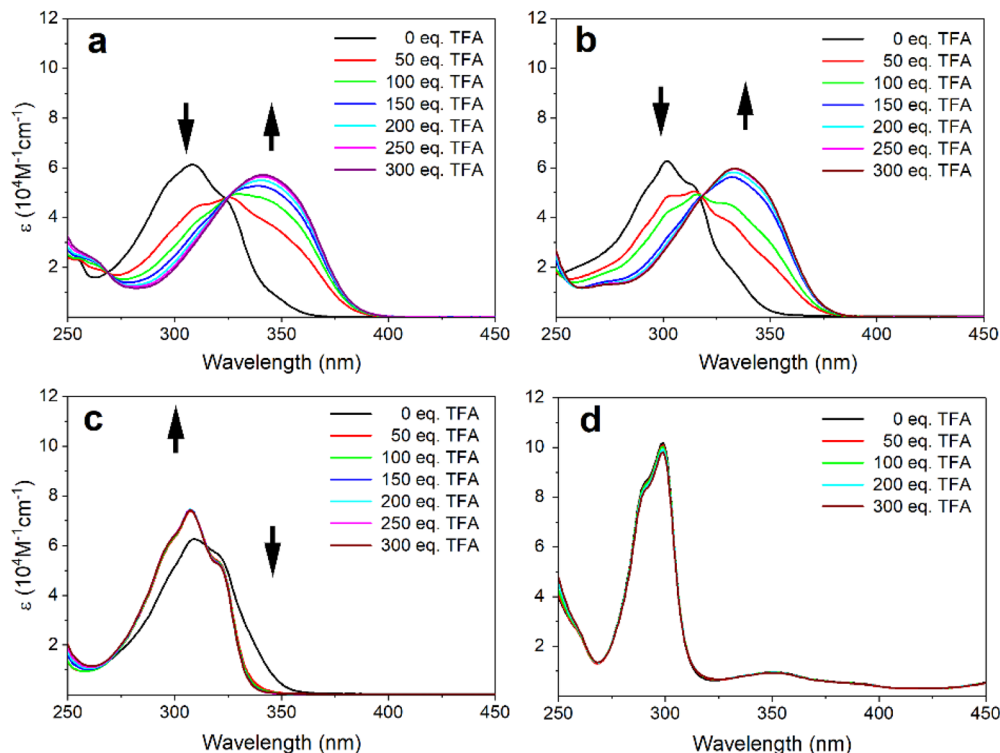 a
12
10
8
6
4
2
ε (10⁴M⁻¹cm⁻¹)
0 eq. TFA
50 eq. TFA
100 eq. TFA
150 eq. TFA
200 eq. TFA
250 eq. TFA
300 eq. TFA
250 300 350 400 450
Wavelength (nm)
b
12
10
8
6
4
2
0 eq. TFA
50 eq. TFA
100 eq. TFA
150 eq. TFA
200 eq. TFA
250 eq. TFA
300 eq. TFA
250 300 350 400 450
Wavelength (nm)
c
12
10
8
6
4
2
ε (10⁴M⁻¹cm⁻¹)
0 eq. TFA
50 eq. TFA
100 eq. TFA
150 eq. TFA
200 eq. TFA
250 eq. TFA
300 eq. TFA
250 300 350 400 450
Wavelength (nm)
d
12
10
8
6
4
2
0 eq. TFA
50 eq. TFA
100 eq. TFA
200 eq. TFA
300 eq. TFA
250 300 350 400 450
Wavelength (nm)